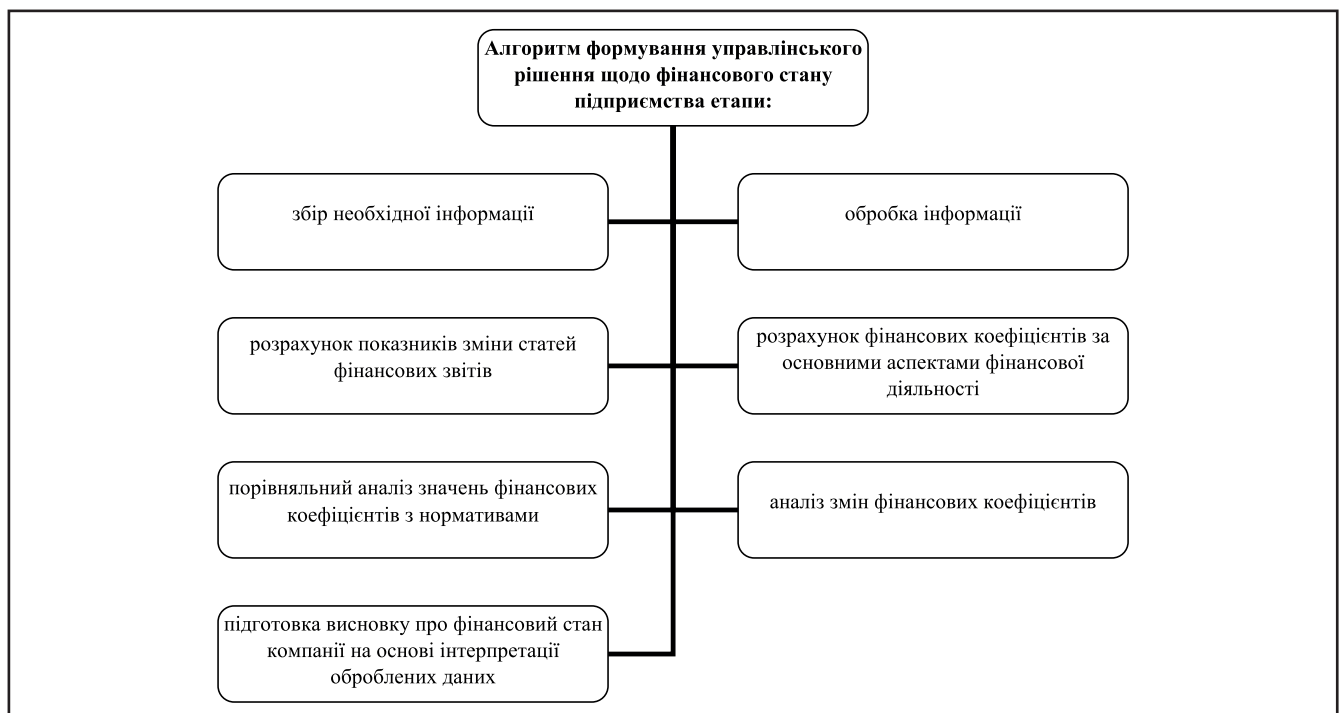 Алгоритм формування управлінського
рішення щодо фінансового стану
підприємства етапи:
збір необхідної інформації
обробка інформації
розрахунок показників зміни статей
фінансових звітів
розрахунок фінансових коефіцієнтів за
основними аспектами фінансової
діяльності
порівняльний аналіз значень фінансових
коефіцієнтів з нормативами
аналіз змін фінансових коефіцієнтів
підготовка висновку про фінансовий стан
компанії на основі інтерпретації
оброблених даних